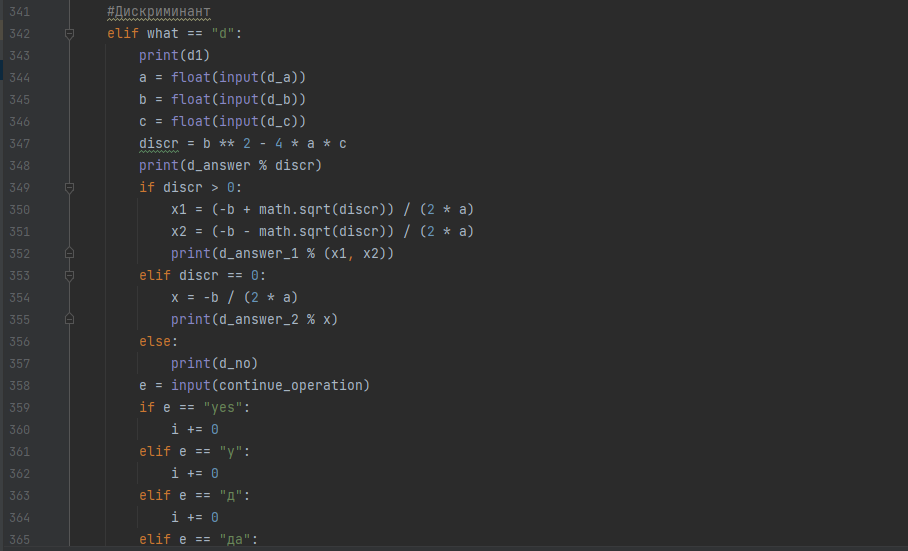 341 #Дискриминант
342 elif what == "d":
343 print(d1)
344 a = float(input(d_a))
345 b = float(input(d_b))
346 c = float(input(d_c))
347 discr = b ** 2 - 4 * a * c
348 print(d_answer % discr)
349 if discr > 0:
350 x1 = (-b + math.sqrt(discr)) / (2 * a)
351 x2 = (-b - math.sqrt(discr)) / (2 * a)
352 print(d_answer_1 % (x1, x2))
353 elif discr == 0:
354 x = -b / (2 * a)
355 print(d_answer_2 % x)
356 else:
357 print(d_no)
358 e = input(continue_operation)
359 if e == "yes":
360 i += 0
361 elif e == "y":
362 i += 0
363 elif e == "д":
364 i += 0
365 elif e == "да":